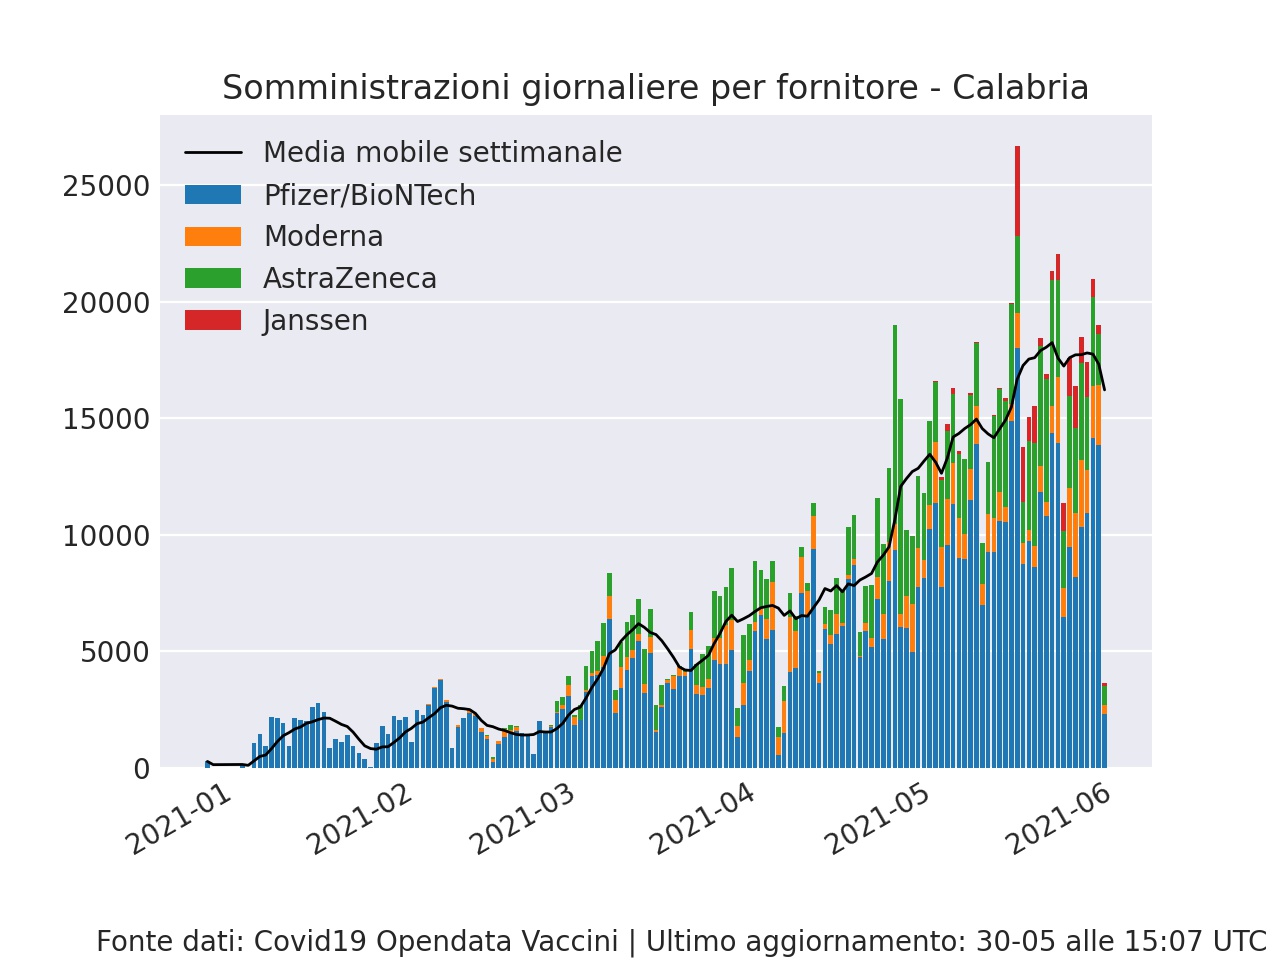 Somministrazioni giornaliere per fornitore - Calabria
Media mobile settimanale
Pfizer/BioNTech
Moderna
AstraZeneca
Janssen
25000
20000
15000
10000
5000
0
2021-01
2021-02
2021-03
2021-04
2021-05
2021-06
Fonte dati: Covid19 Opendata Vaccini | Ultimo aggiornamento: 30-05 alle 15:07 UTC